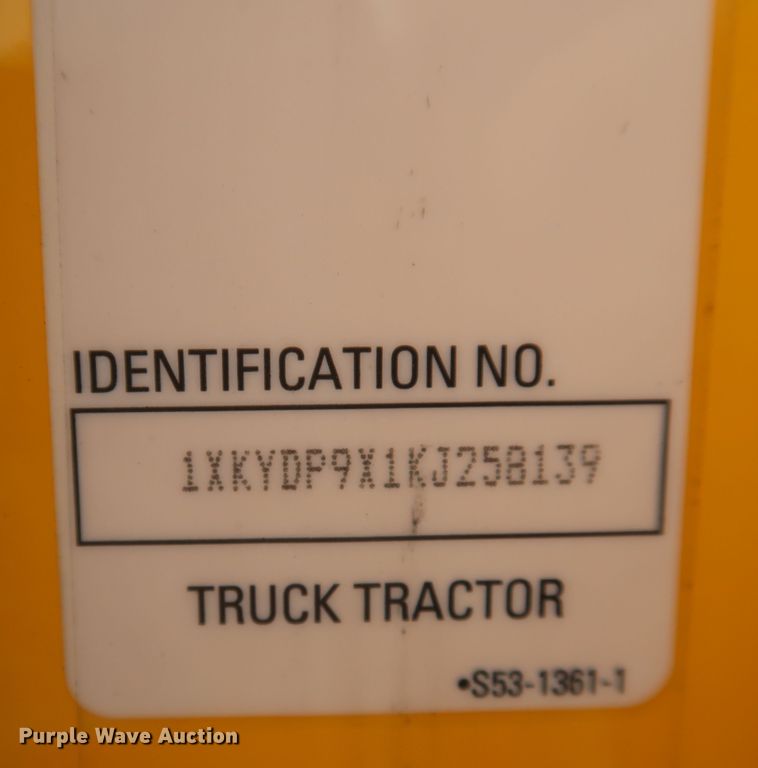 IDENTIFICATION NO.
1XKYDP9X1KJ258139
TRUCK TRACTOR
•S53-1361-1
Purple Wave Auction